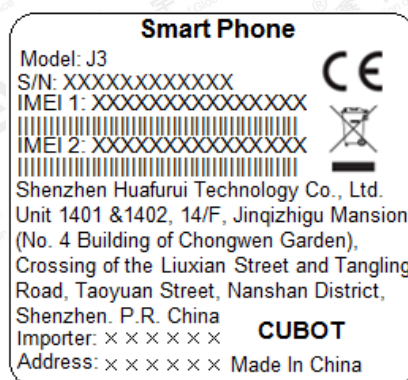 Smart Phone
Model: J3
S/N: XXXXXXXXXXXX
IMEI 1: XXXXXXXXXXXXXXX
IMEI 2: XXXXXXXXXXXXXXX
Shenzhen Huafurui Technology Co., Ltd.
Unit 1401 &1402, 14/F, Jinqizhigu Mansion
(No. 4 Building of Chongwen Garden),
Crossing of the Liuxian Street and Tangling
Road, Taoyuan Street, Nanshan District,
Shenzhen. P.R. China
Importer: × × × × × ×
CUBOT
Address: × × × × × × Made In China
CE